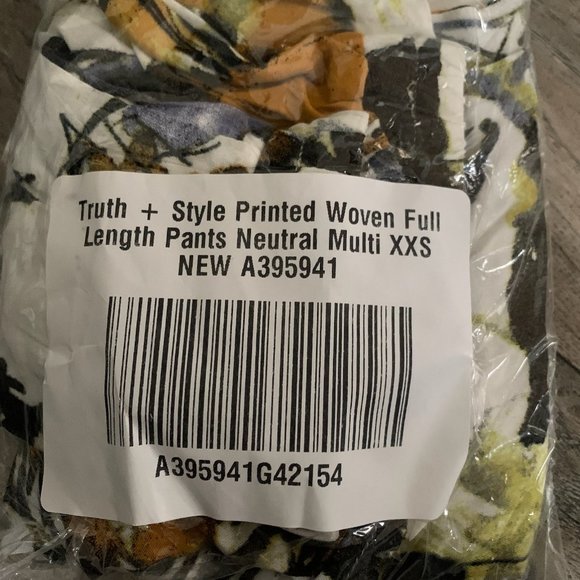 Truth + Style Printed Woven Full
Length Pants Neutral Multi XXS
NEW A395941
A395941G42154